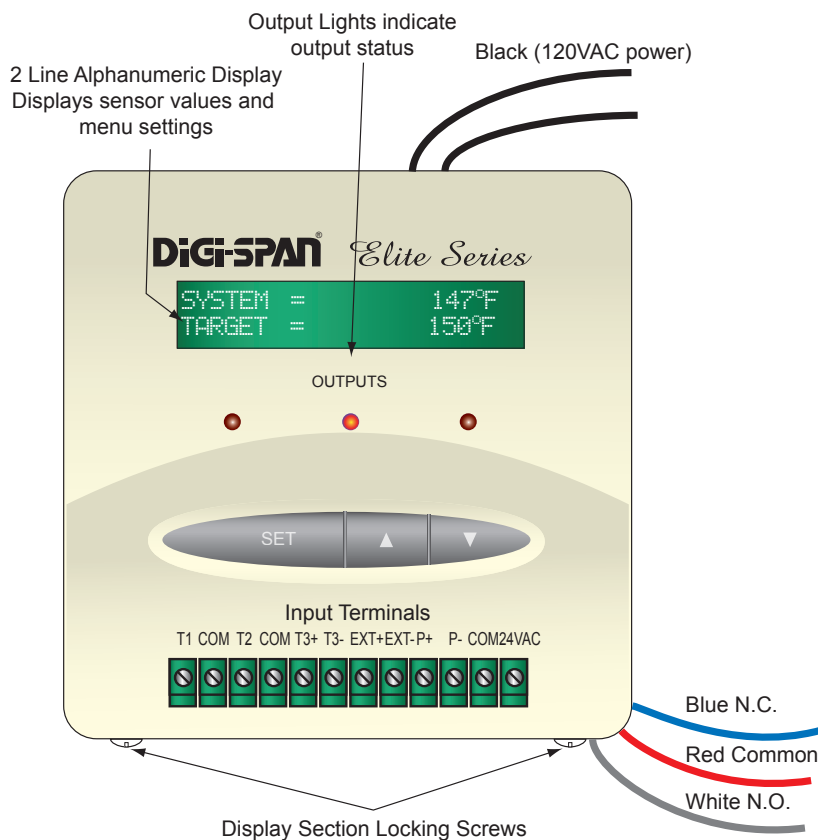 Output Lights indicate
output status
Black (120VAC power)
2 Line Alphanumeric Display
Displays sensor values and
menu settings
DiGi-SPAN® Elite Series
SYSTEM = 147°F
TARGET = 150°F
OUTPUTS
SET ▲ ▼
Input Terminals
T1 COM T2 COM T3+ T3- EXT+ EXT- P+ P- COM 24VAC
Blue N.C.
Red Common
White N.O.
Display Section Locking Screws